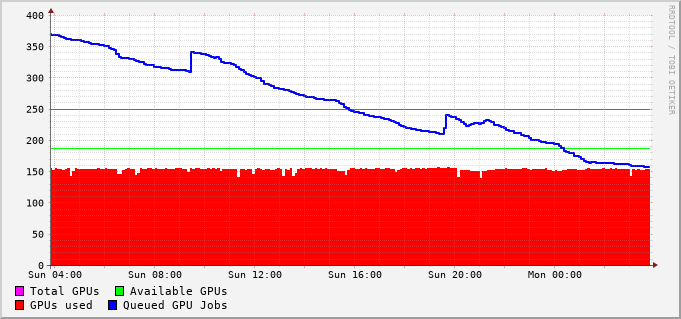 400
350
300
250
200
150
100
50
0
Sun 04:00 Sun 08:00 Sun 12:00 Sun 16:00 Sun 20:00 Mon 00:00
Total GPUs Available GPUs
GPUs used Queued GPU Jobs
RRDTOOL / TOBI OETIKER